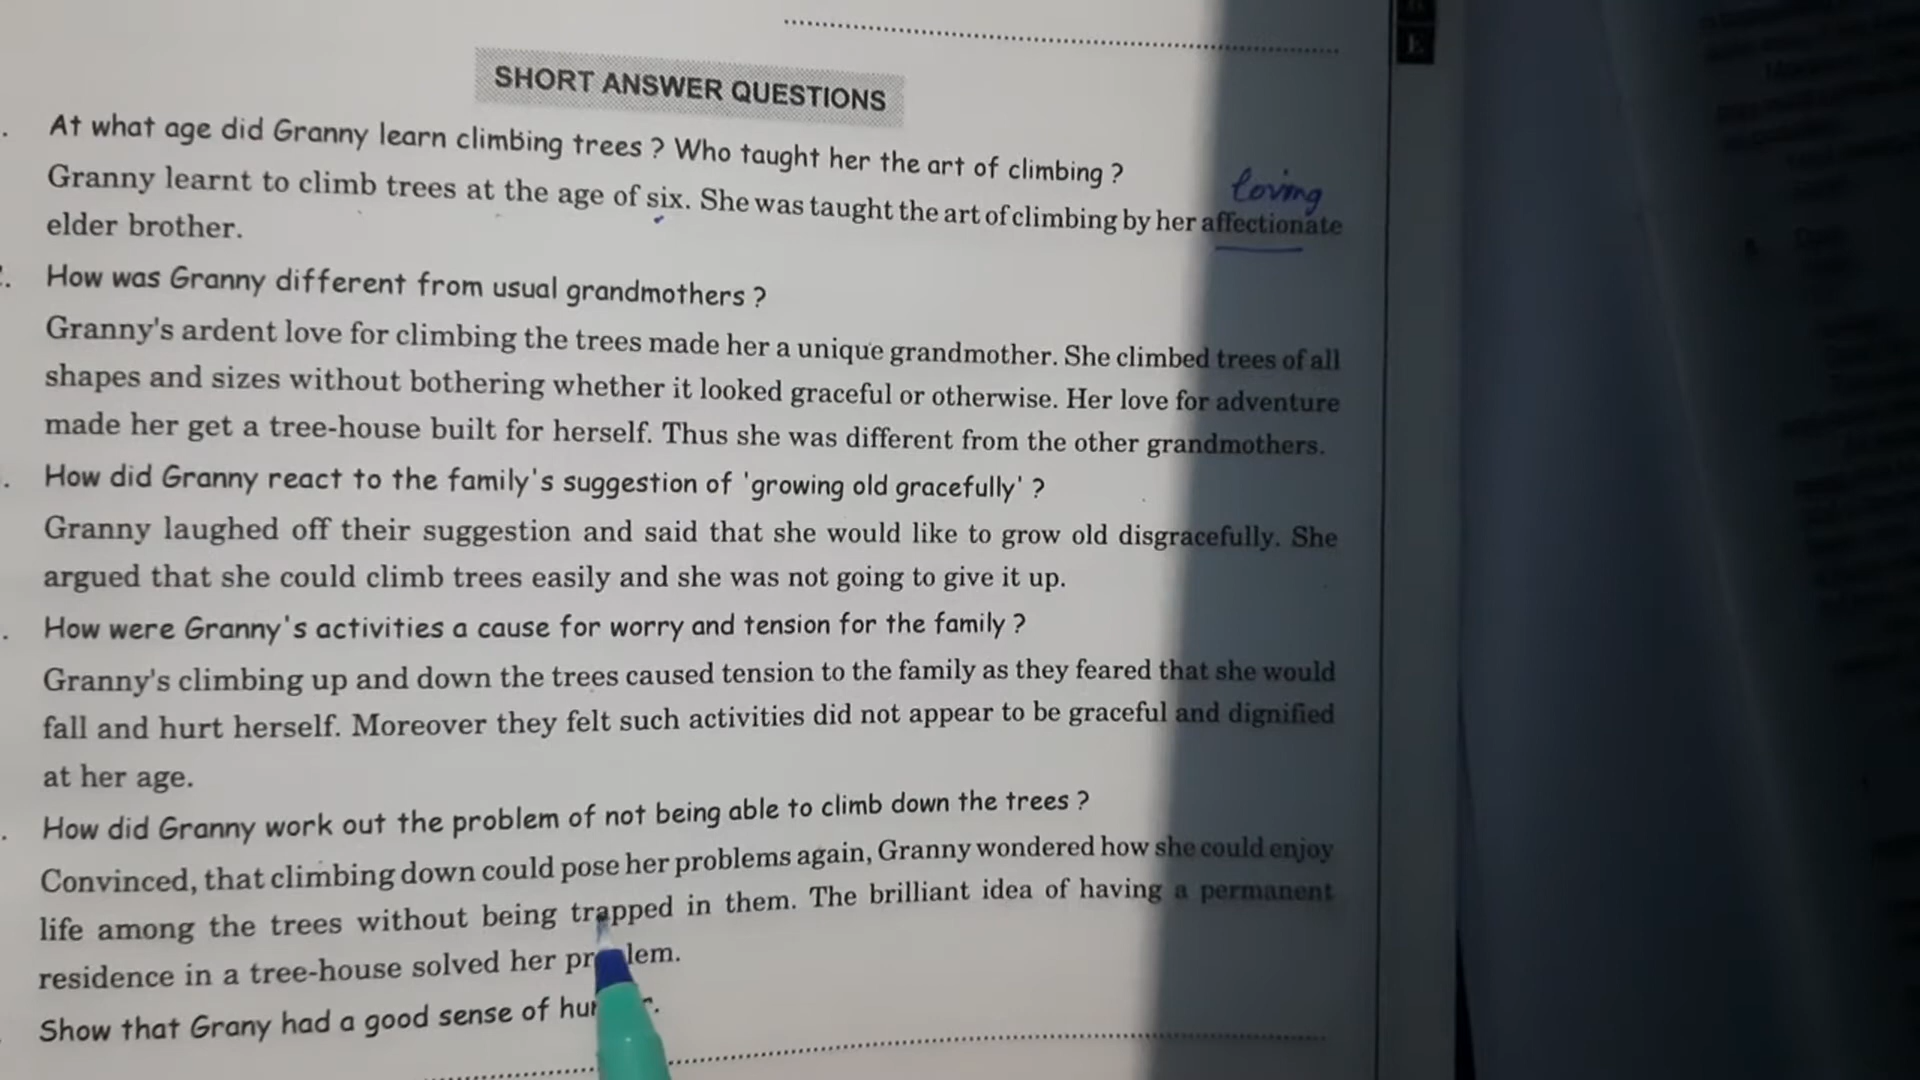 SHORT ANSWER QUESTIONS
. At what age did Granny learn climbing trees ? Who taught her the art of climbing ?
loving
Granny learnt to climb trees at the age of six. She was taught the art of climbing by her affectionate
elder brother.
. How was Granny different from usual grandmothers ?
Granny's ardent love for climbing the trees made her a unique grandmother. She climbed trees of all
shapes and sizes without bothering whether it looked graceful or otherwise. Her love for adventure
made her get a tree-house built for herself. Thus she was different from the other grandmothers.
. How did Granny react to the family's suggestion of 'growing old gracefully' ?
Granny laughed off their suggestion and said that she would like to grow old disgracefully. She
argued that she could climb trees easily and she was not going to give it up.
. How were Granny's activities a cause for worry and tension for the family ?
Granny's climbing up and down the trees caused tension to the family as they feared that she would
fall and hurt herself. Moreover they felt such activities did not appear to be graceful and dignified
at her age.
. How did Granny work out the problem of not being able to climb down the trees ?
Convinced, that climbing down could pose her problems again, Granny wondered how she could enjoy
life among the trees without being trapped in them. The brilliant idea of having a permanent
residence in a tree-house solved her problem.
Show that Grany had a good sense of